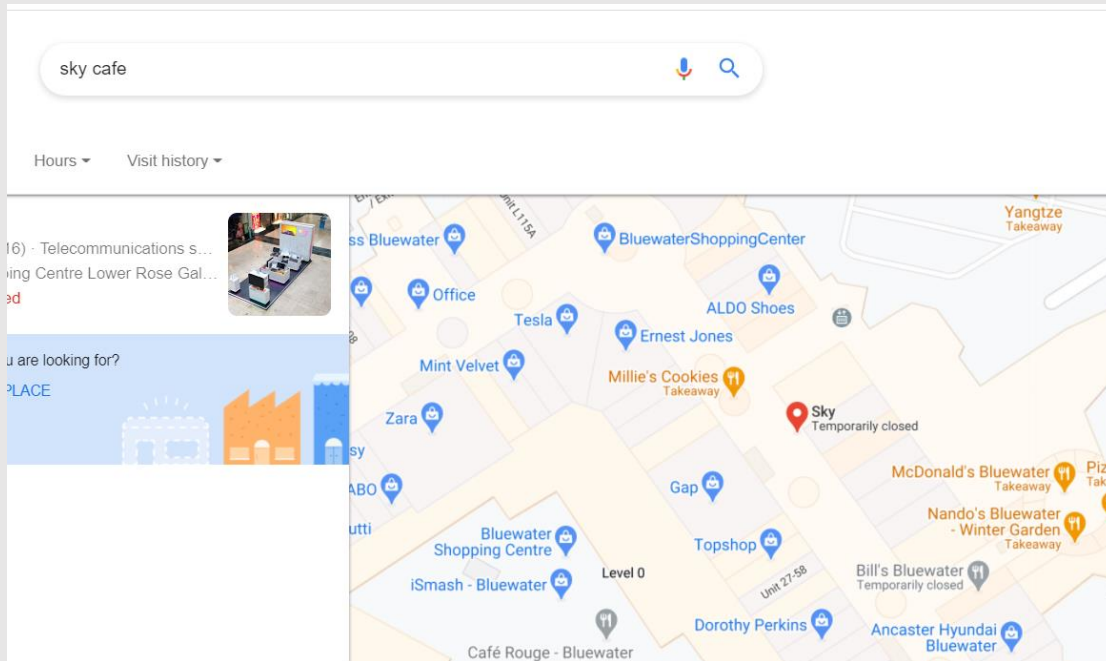 sky cafe
Hours
Visit history
16) · Telecommunications s...
ing Centre Lower Rose Gal...
ed
u are looking for?
PLACE
Unit L115A
Yangtze
Takeaway
ss Bluewater
BluewaterShoppingCenter
Office
ALDO Shoes
Tesla
Ernest Jones
Mint Velvet
Millie's Cookies
Takeaway
Zara
Sky
Temporarily closed
sy
ABO
Gap
McDonald's Bluewater
Takeaway
Piz
Tak
utti
Nando's Bluewater
- Winter Garden
Takeaway
Bluewater
Shopping Centre
Topshop
Level 0
iSmash - Bluewater
Unit 27-58
Bill's Bluewater
Temporarily closed
Dorothy Perkins
Ancaster Hyundai
Bluewater
Café Rouge - Bluewater